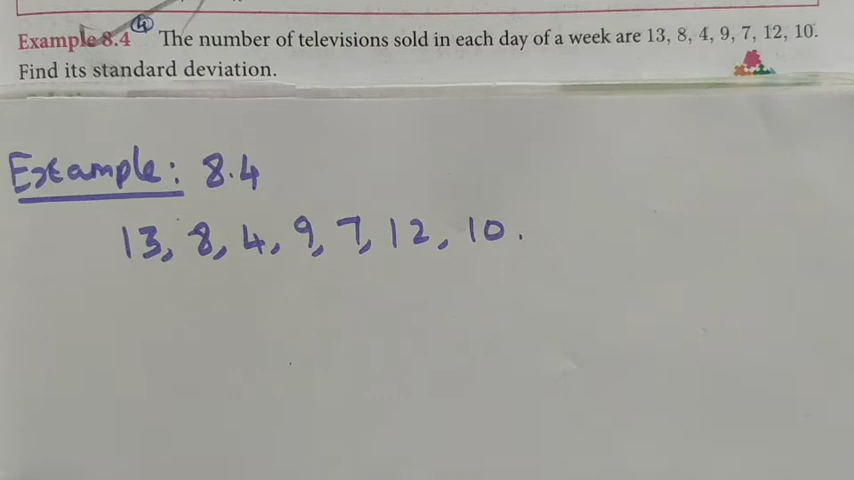 Example 8.4 4 The number of televisions sold in each day of a week are 13, 8, 4, 9, 7, 12, 10.
Find its standard deviation.
Example: 8.4
13, 8, 4, 9, 7, 12, 10.